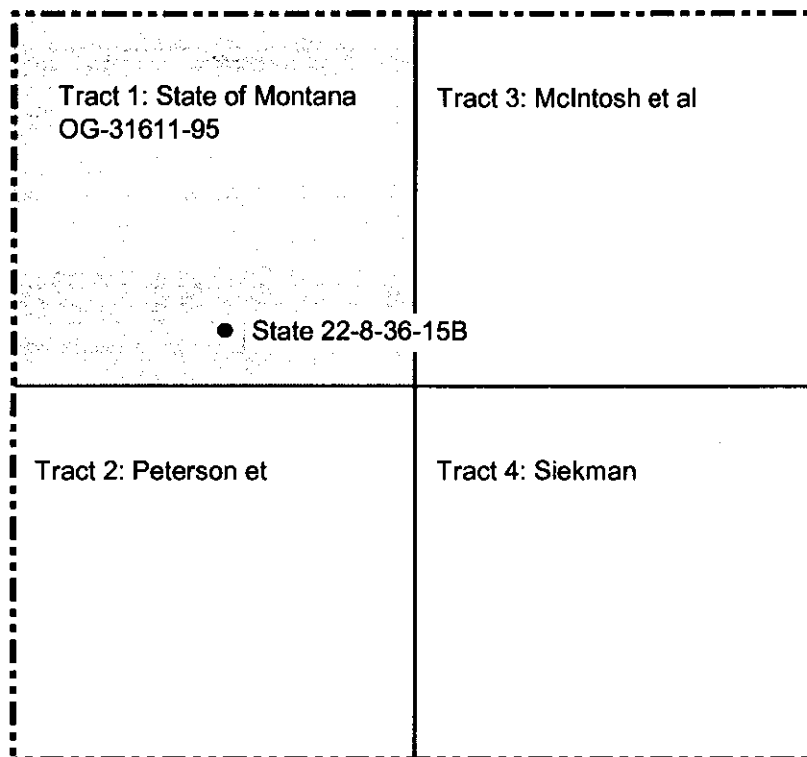 Tract 1: State of Montana
OG-31611-95
Tract 3: McIntosh et al
State 22-8-36-15B
Tract 2: Peterson et
Tract 4: Siekman